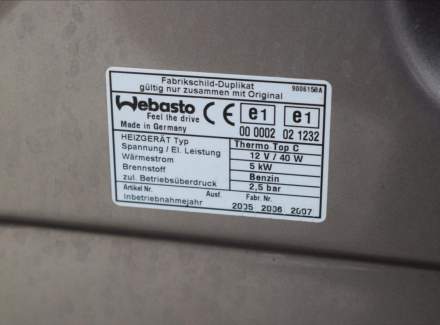 Fabrikschild-Duplikat
gültig nur zusammen mit Original
9006150A
Webasto CE e1 e1
Feel the drive
Made in Germany 00 0002 02 1232
HEIZGERÄT Typ Thermo Top C
Spannung / El. Leistung 12 V / 40 W
Wärmestrom 5 kW
Brennstoff Benzin
zul. Betriebsüberdruck 2,5 bar
Artikel Nr. Ausf. Fabr. Nr.
Inbetriebnahmejahr 2005 2006 2007